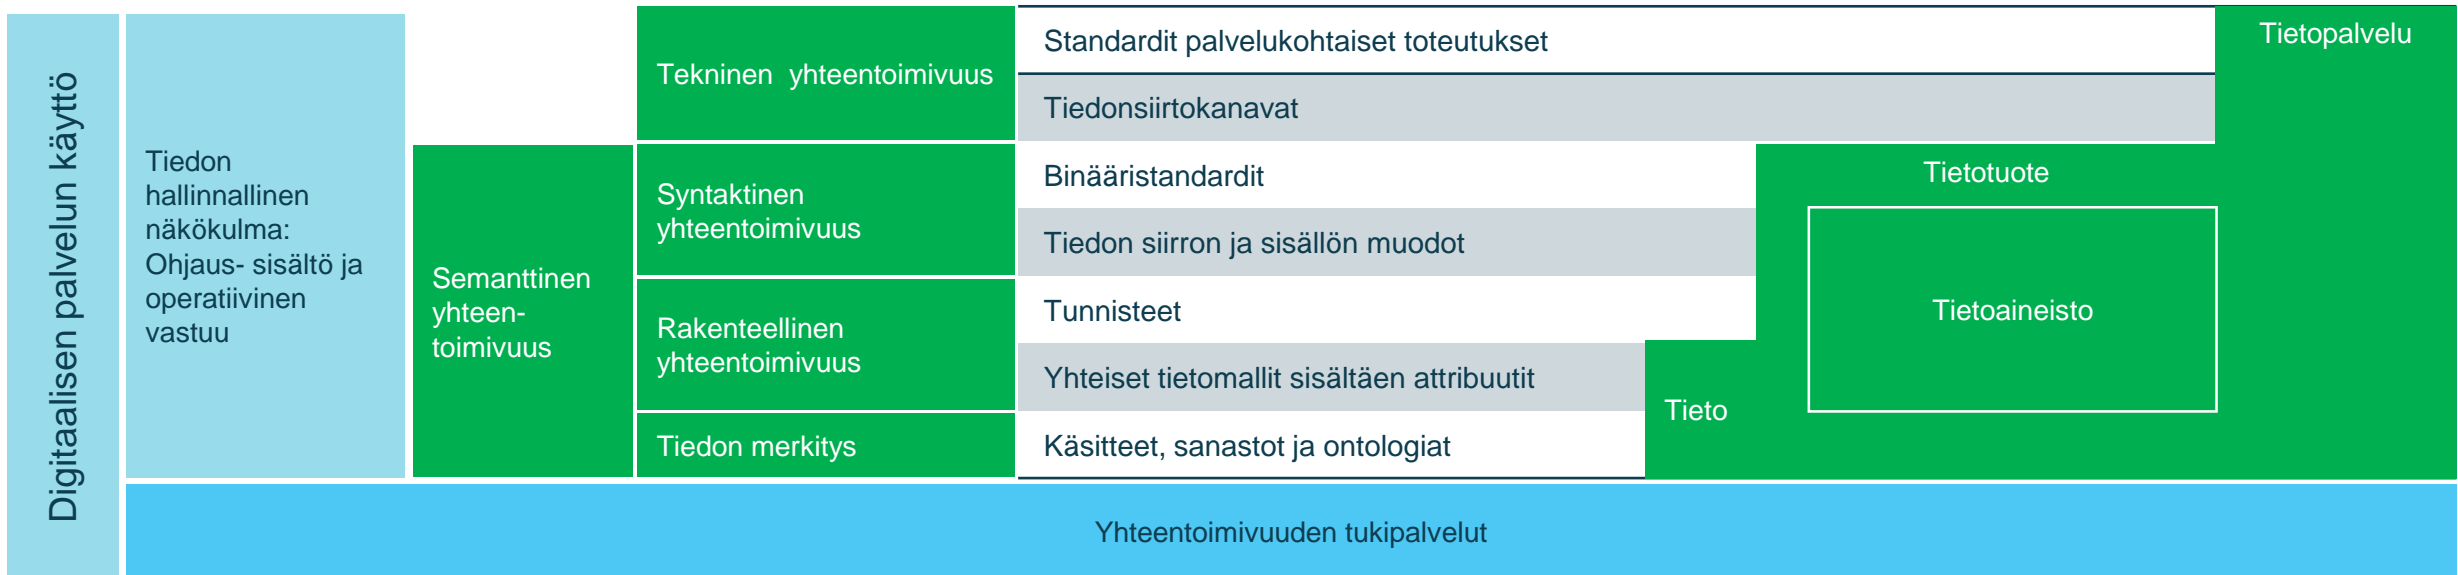 Digitaalisen palvelun käyttö
Tiedon
hallinnallinen
näkökulma:
Ohjaus- sisältö ja
operatiivinen
vastuu
Semanttinen
yhteen-
toimivuus
Tekninen yhteentoimivuus
Syntaktinen
yhteentoimivuus
Rakenteellinen
yhteentoimivuus
Tiedon merkitys
Standardit palvelukohtaiset toteutukset
Tiedonsiirtokanavat
Binääristandardit
Tiedon siirron ja sisällön muodot
Tunnisteet
Yhteiset tietomallit sisältäen attribuutit
Käsitteet, sanastot ja ontologiat
Tieto
Tietotuote
Tietoaineisto
Tietopalvelu
Yhteentoimivuuden tukipalvelut